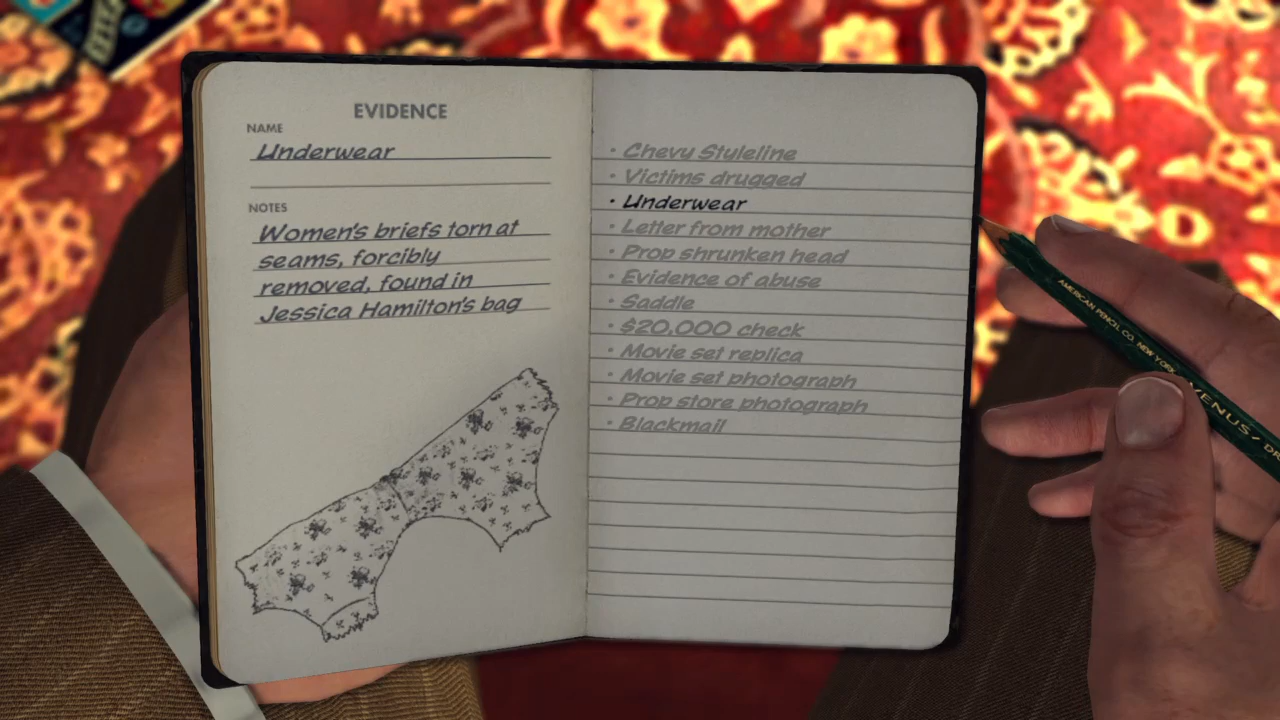 EVIDENCE
NAME
Underwear
NOTES
Women's briefs torn at
seams, forcibly
removed, found in
Jessica Hamilton's bag
· Chevy Styleline
· Victims drugged
· Underwear
· Letter from mother
· Prop shrunken head
· Evidence of abuse
· Saddle
· $20,000 check
· Movie set replica
· Movie set photograph
· Prop store photograph
· Blackmail
AMERICAN PENCIL CO. NEW YORK
VENUS